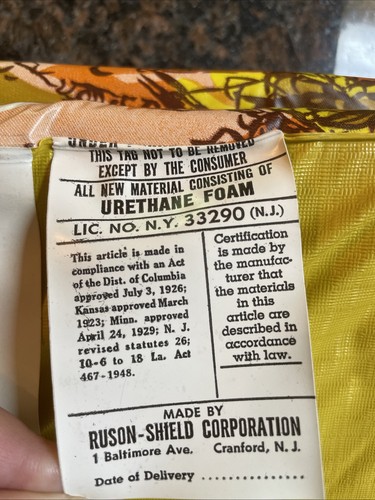 UNDER
THIS TAG NOT TO BE REMOVED
EXCEPT BY THE CONSUMER
ALL NEW MATERIAL CONSISTING OF
URETHANE FOAM
LIC. NO. N.Y. 33290 (N.J.)
This article is made in
compliance with an Act
of the Dist. of Columbia
approved July 3, 1926;
Kansas approved March
1923; Minn. approved
April 24, 1929; N. J.
revised statutes 26;
10-6 to 18 La. Act
467-1948.
Certification
is made by
the manufac-
turer that
the materials
in this
article are
described in
accordance
with law.
MADE BY
RUSON-SHIELD CORPORATION
1 Baltimore Ave. Cranford, N. J.
Date of Delivery ..................